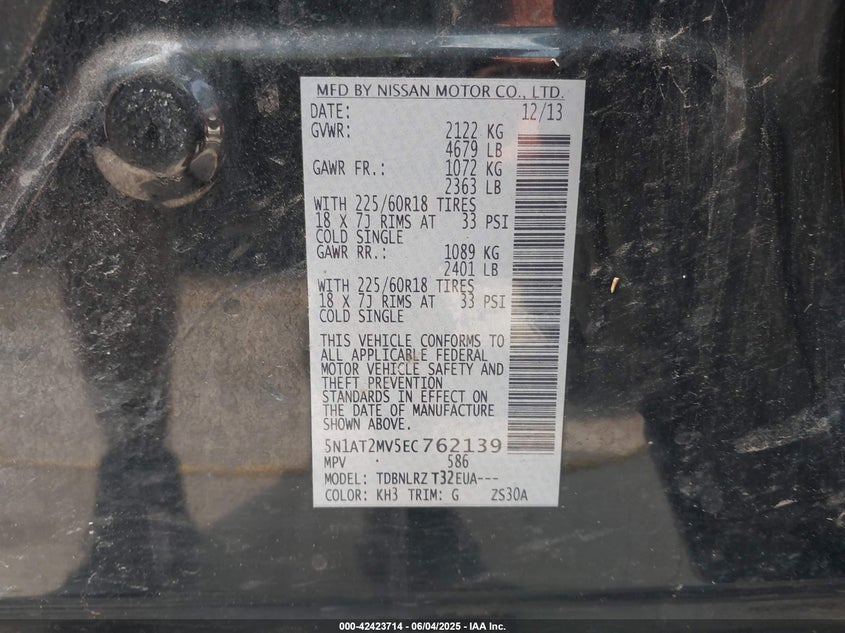 MFD BY NISSAN MOTOR CO., LTD.
DATE: 12/13
GVWR: 2122 KG
4679 LB
GAWR FR.: 1072 KG
2363 LB
WITH 225/60R18 TIRES
18 X 7J RIMS AT 33 PSI
COLD SINGLE
GAWR RR.: 1089 KG
2401 LB
WITH 225/60R18 TIRES
18 X 7J RIMS AT 33 PSI
COLD SINGLE
THIS VEHICLE CONFORMS TO
ALL APPLICABLE FEDERAL
MOTOR VEHICLE SAFETY AND
THEFT PREVENTION
STANDARDS IN EFFECT ON
THE DATE OF MANUFACTURE
SHOWN ABOVE.
5N1AT2MV5EC762139
MPV 586
MODEL: TDBNLRZ T32EUA---
COLOR: KH3 TRIM: G ZS30A
000-42423714 - 06/04/2025 - IAA Inc.